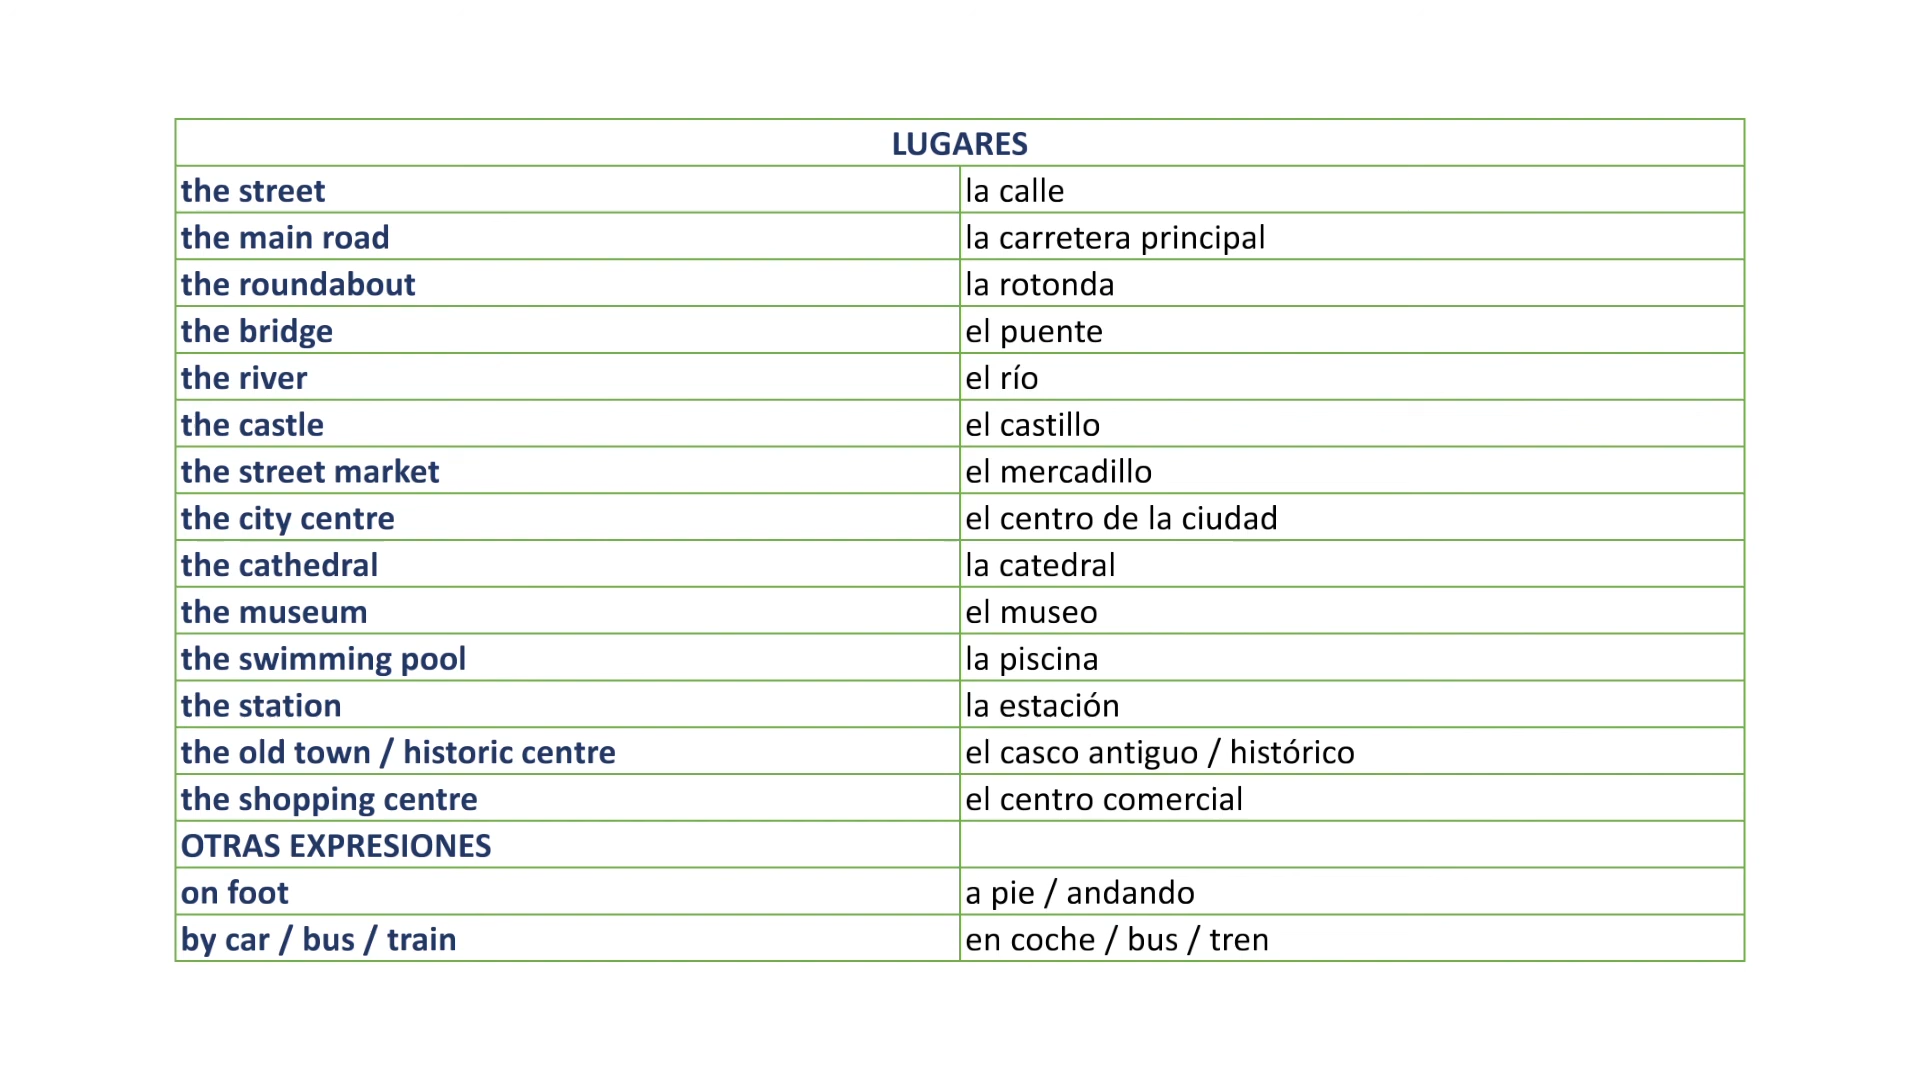 LUGARES
the street la calle
the main road la carretera principal
the roundabout la rotonda
the bridge el puente
the river el río
the castle el castillo
the street market el mercadillo
the city centre el centro de la ciudad
the cathedral la catedral
the museum el museo
the swimming pool la piscina
the station la estación
the old town / historic centre el casco antiguo / histórico
the shopping centre el centro comercial
OTRAS EXPRESIONES
on foot a pie / andando
by car / bus / train en coche / bus / tren